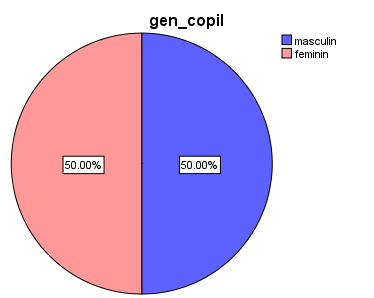 gen_copil
masculin
feminin
50.00%
50.00%